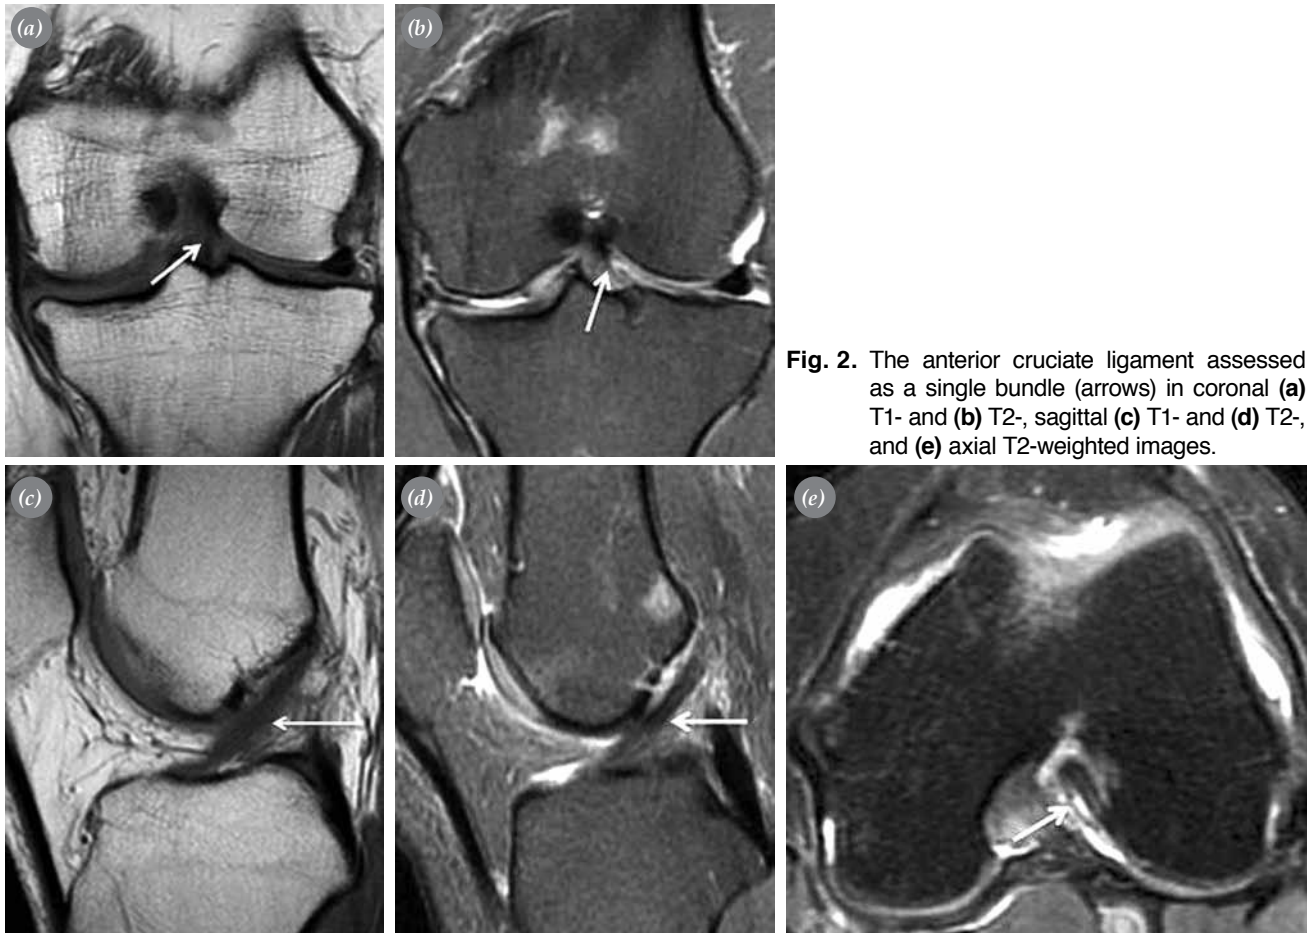 (a)
(b)
Fig. 2. The anterior cruciate ligament assessed
as a single bundle (arrows) in coronal (a)
T1- and (b) T2-, sagittal (c) T1- and (d) T2-,
and (e) axial T2-weighted images.
(c)
(d)
(e)